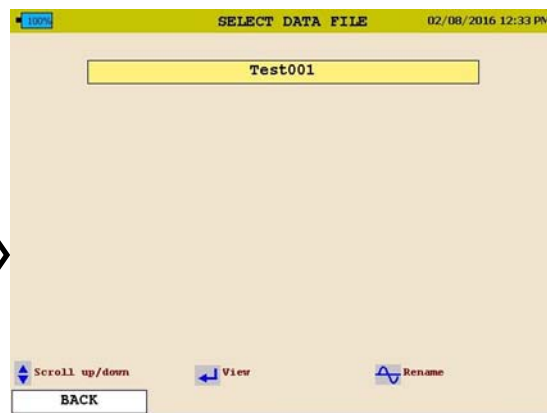 100% SELECT DATA FILE 02/08/2016 12:33 PM
Test001
Scroll up/down View Rename
BACK